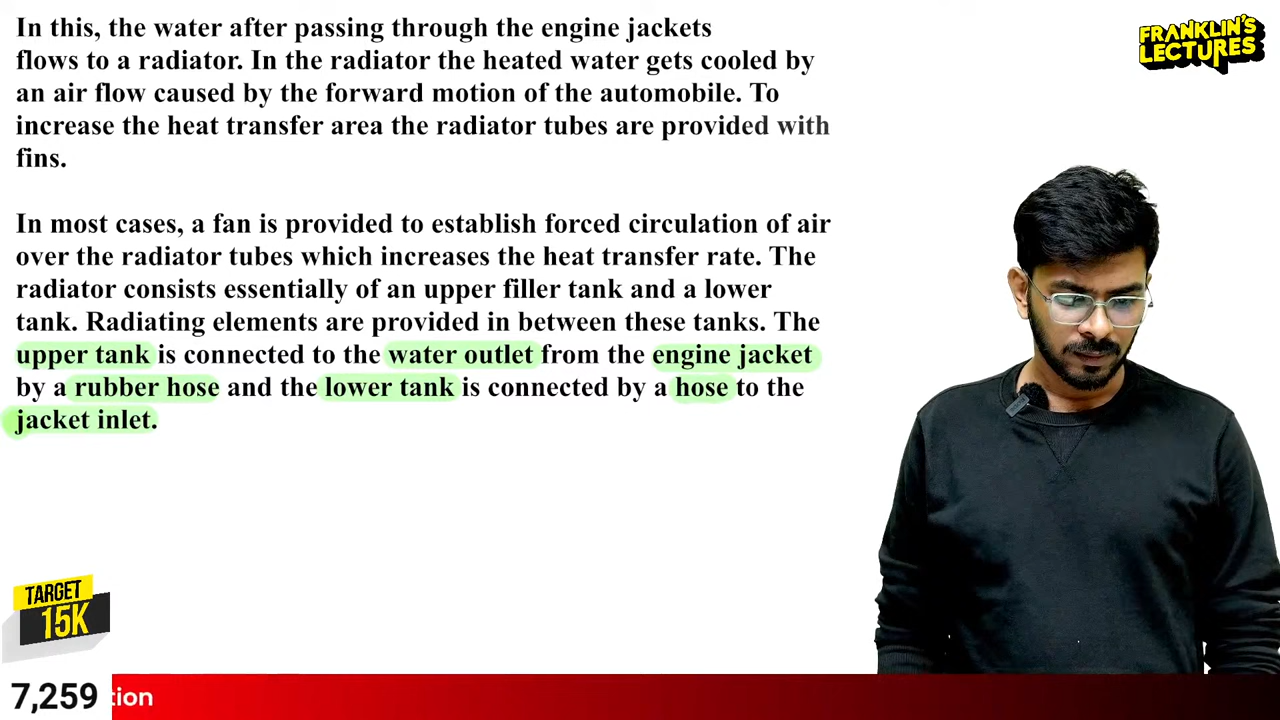 In this, the water after passing through the engine jackets
flows to a radiator. In the radiator the heated water gets cooled by
an air flow caused by the forward motion of the automobile. To
increase the heat transfer area the radiator tubes are provided with
fins.
In most cases, a fan is provided to establish forced circulation of air
over the radiator tubes which increases the heat transfer rate. The
radiator consists essentially of an upper filler tank and a lower
tank. Radiating elements are provided in between these tanks. The
upper tank is connected to the water outlet from the engine jacket
by a rubber hose and the lower tank is connected by a hose to the
jacket inlet.
FRANKLIN'S
LECTURES
TARGET
15K
7,259
tion